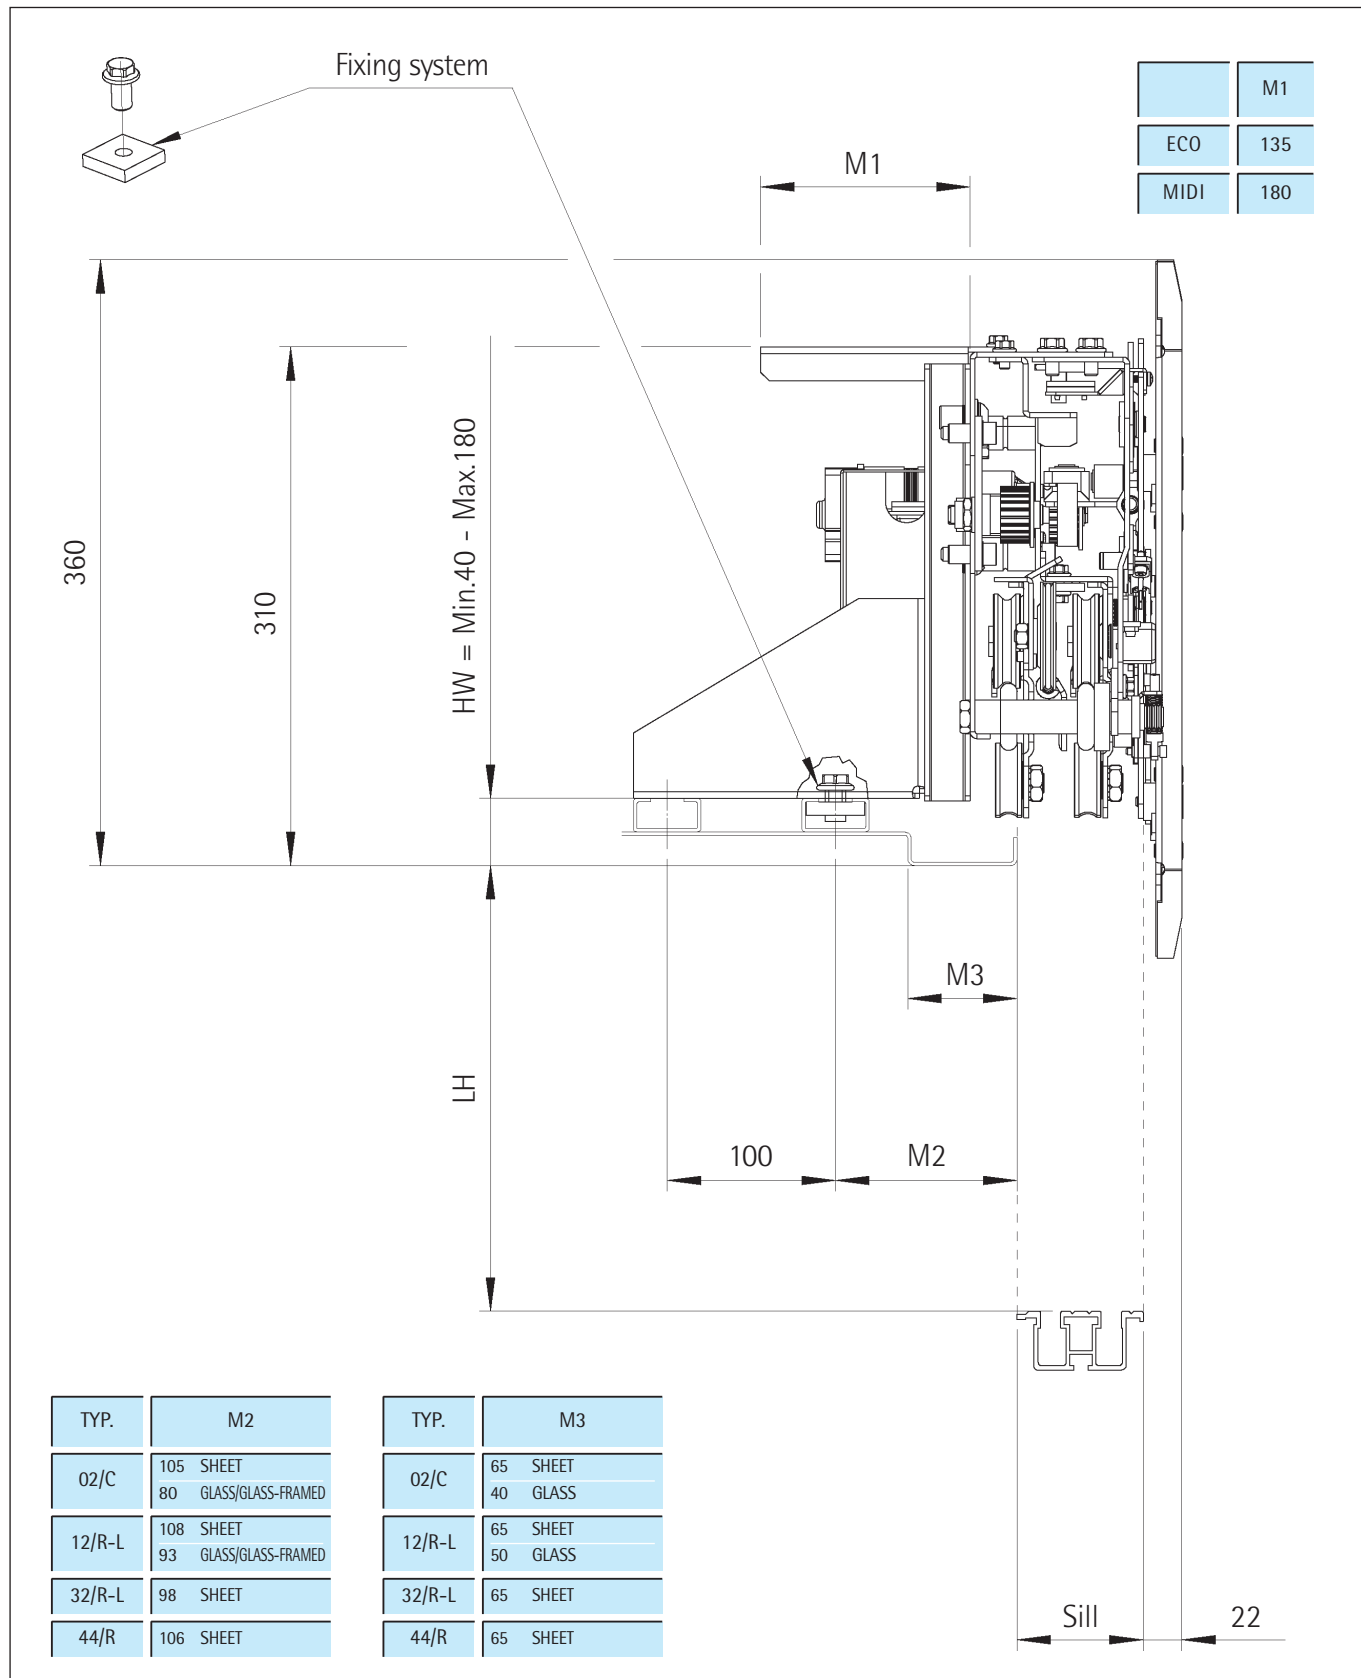 Fixing system
M1
ECO 135
MIDI 180
M1
360
310
HW = Min.40 - Max.180
M3
LH
100
M2
TYP. M2
02/C
105 SHEET
80 GLASS/GLASS-FRAMED
12/R-L
108 SHEET
93 GLASS/GLASS-FRAMED
32/R-L 98 SHEET
44/R 106 SHEET
TYP. M3
02/C
65 SHEET
40 GLASS
12/R-L
65 SHEET
50 GLASS
32/R-L 65 SHEET
44/R 65 SHEET
Sill
22